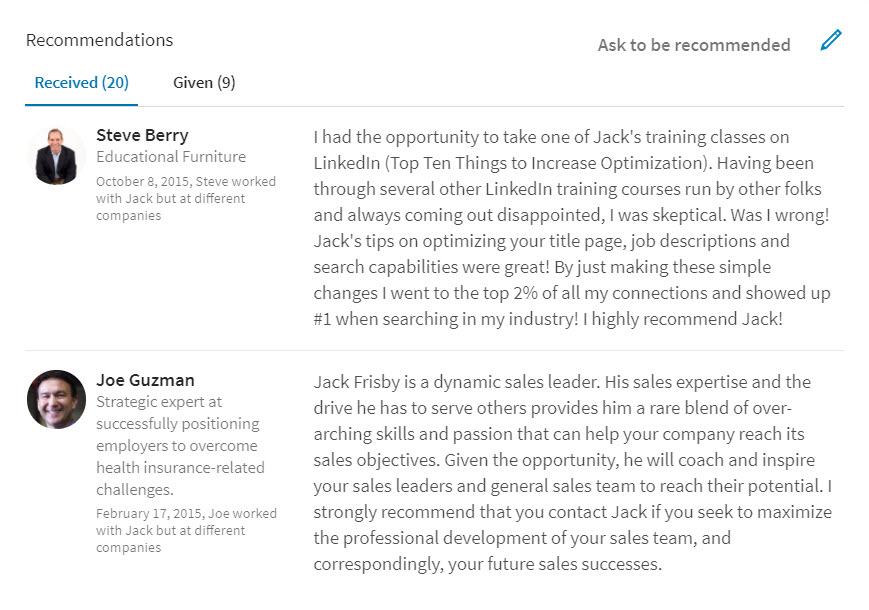 Recommendations
Ask to be recommended
Received (20)
Given (9)
Steve Berry
Educational Furniture
October 8, 2015, Steve worked
with Jack but at different
companies
I had the opportunity to take one of Jack's training classes on
LinkedIn (Top Ten Things to Increase Optimization). Having been
through several other LinkedIn training courses run by other folks
and always coming out disappointed, I was skeptical. Was I wrong!
Jack's tips on optimizing your title page, job descriptions and
search capabilities were great! By just making these simple
changes I went to the top 2% of all my connections and showed up
#1 when searching in my industry! I highly recommend Jack!
Joe Guzman
Strategic expert at
successfully positioning
employers to overcome
health insurance-related
challenges.
February 17, 2015, Joe worked
with Jack but at different
companies
Jack Frisby is a dynamic sales leader. His sales expertise and the
drive he has to serve others provides him a rare blend of over-
arching skills and passion that can help your company reach its
sales objectives. Given the opportunity, he will coach and inspire
your sales leaders and general sales team to reach their potential. I
strongly recommend that you contact Jack if you seek to maximize
the professional development of your sales team, and
correspondingly, your future sales successes.